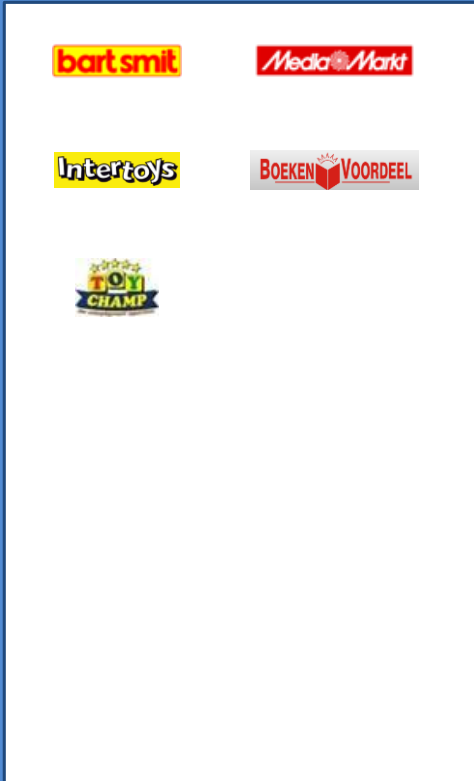 bart smit
Media Markt
Intertoys
BOEKEN VOORDEEL
TOY
CHAMP